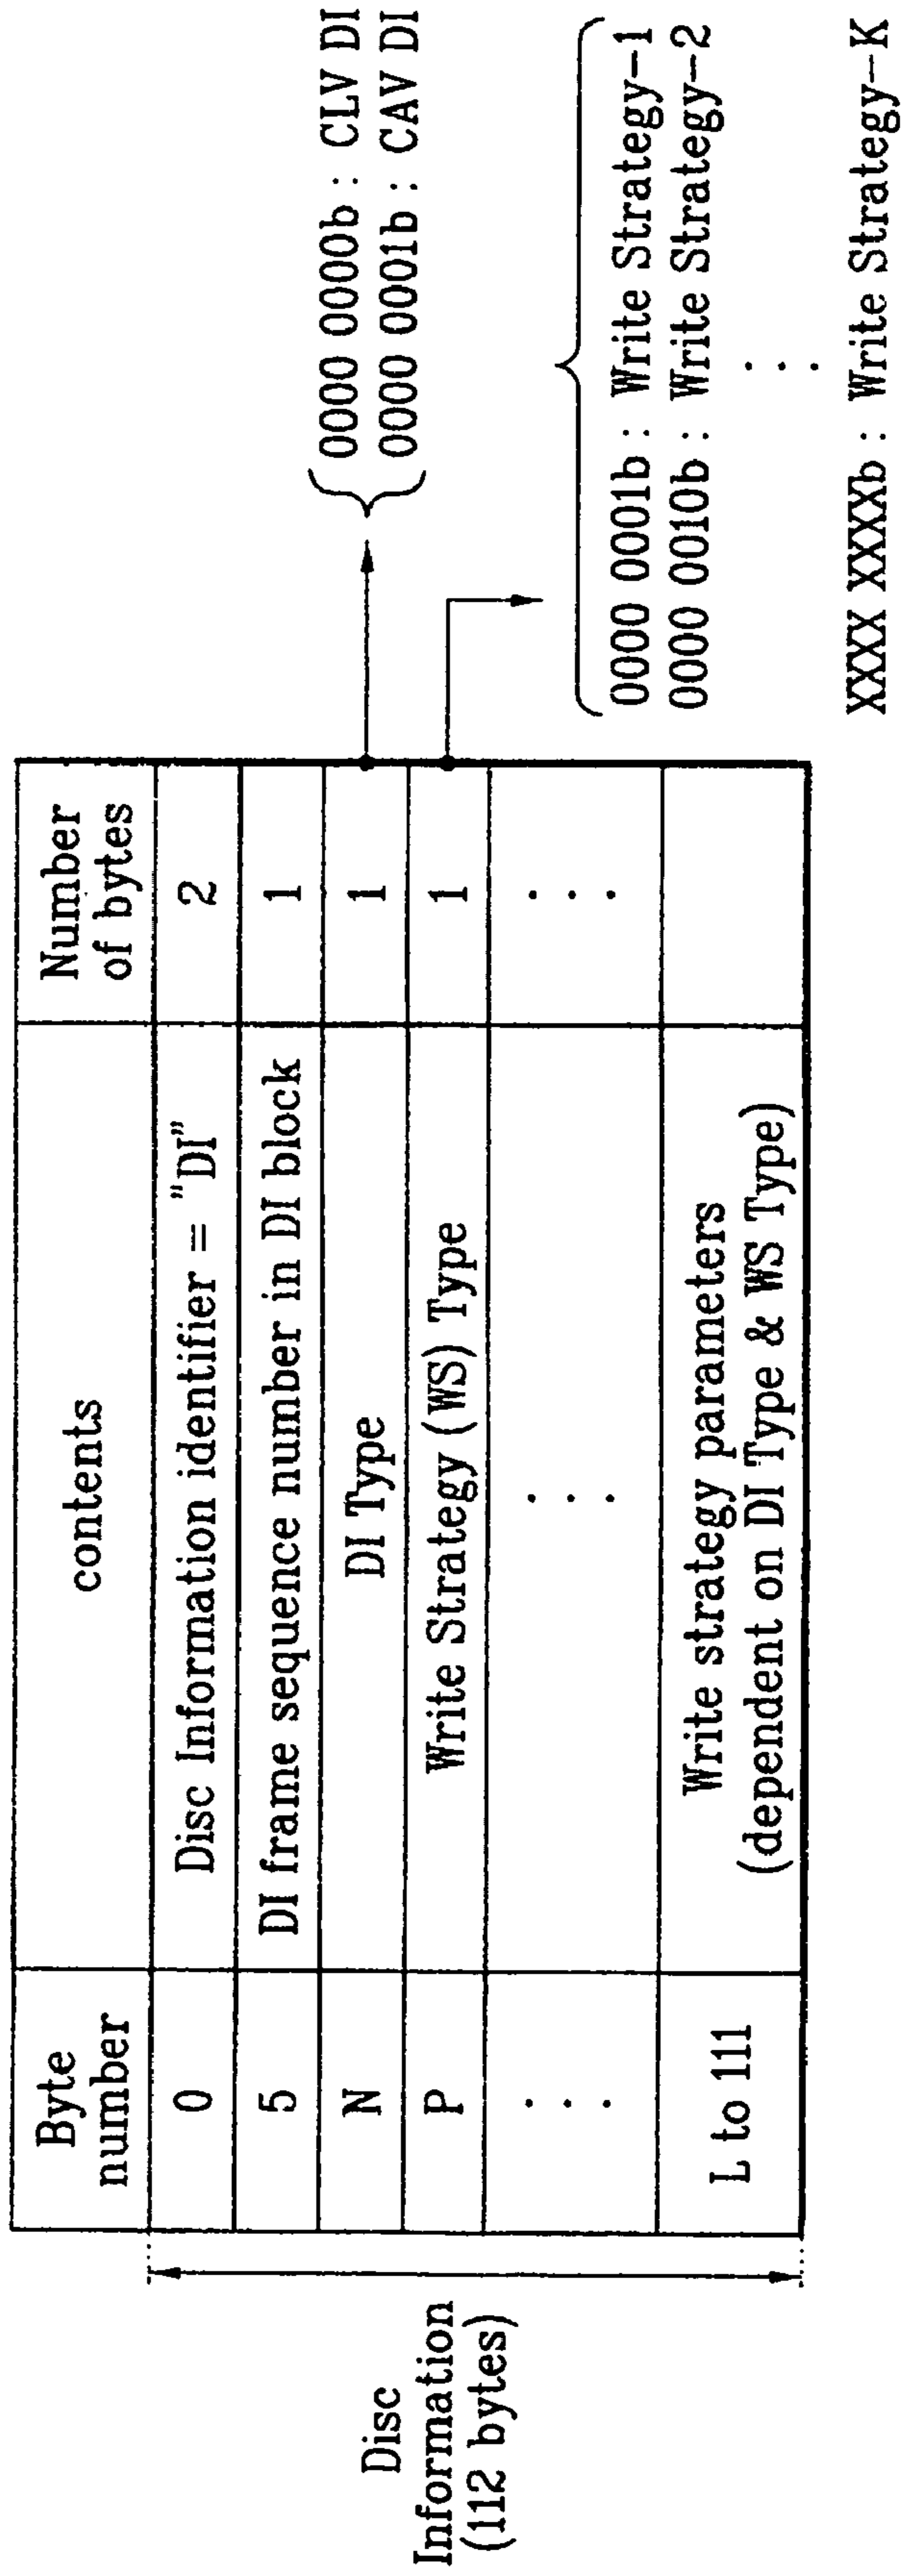 Disc
Information
(112 bytes)
Byte
number
contents
Number
of bytes
0
Disc Information identifier = "DI"
2
5
DI frame sequence number in DI block
1
N
DI Type
1
P
Write Strategy (WS) Type
1
. . .
. . .
. . .
L to 111
Write strategy parameters
(dependent on DI Type & WS Type)
0000 0000b : CLV DI
0000 0001b : CAV DI
0000 0001b : Write Strategy-1
0000 0010b : Write Strategy-2
. . .
XXXX XXXXb : Write Strategy-K